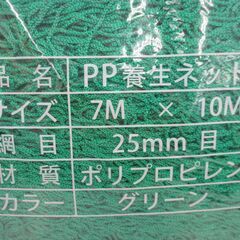 品 名 PP養生ネット
サイズ 7M × 10M
網 目 25mm 目
材 質 ポリプロピレン
カラー グリーン